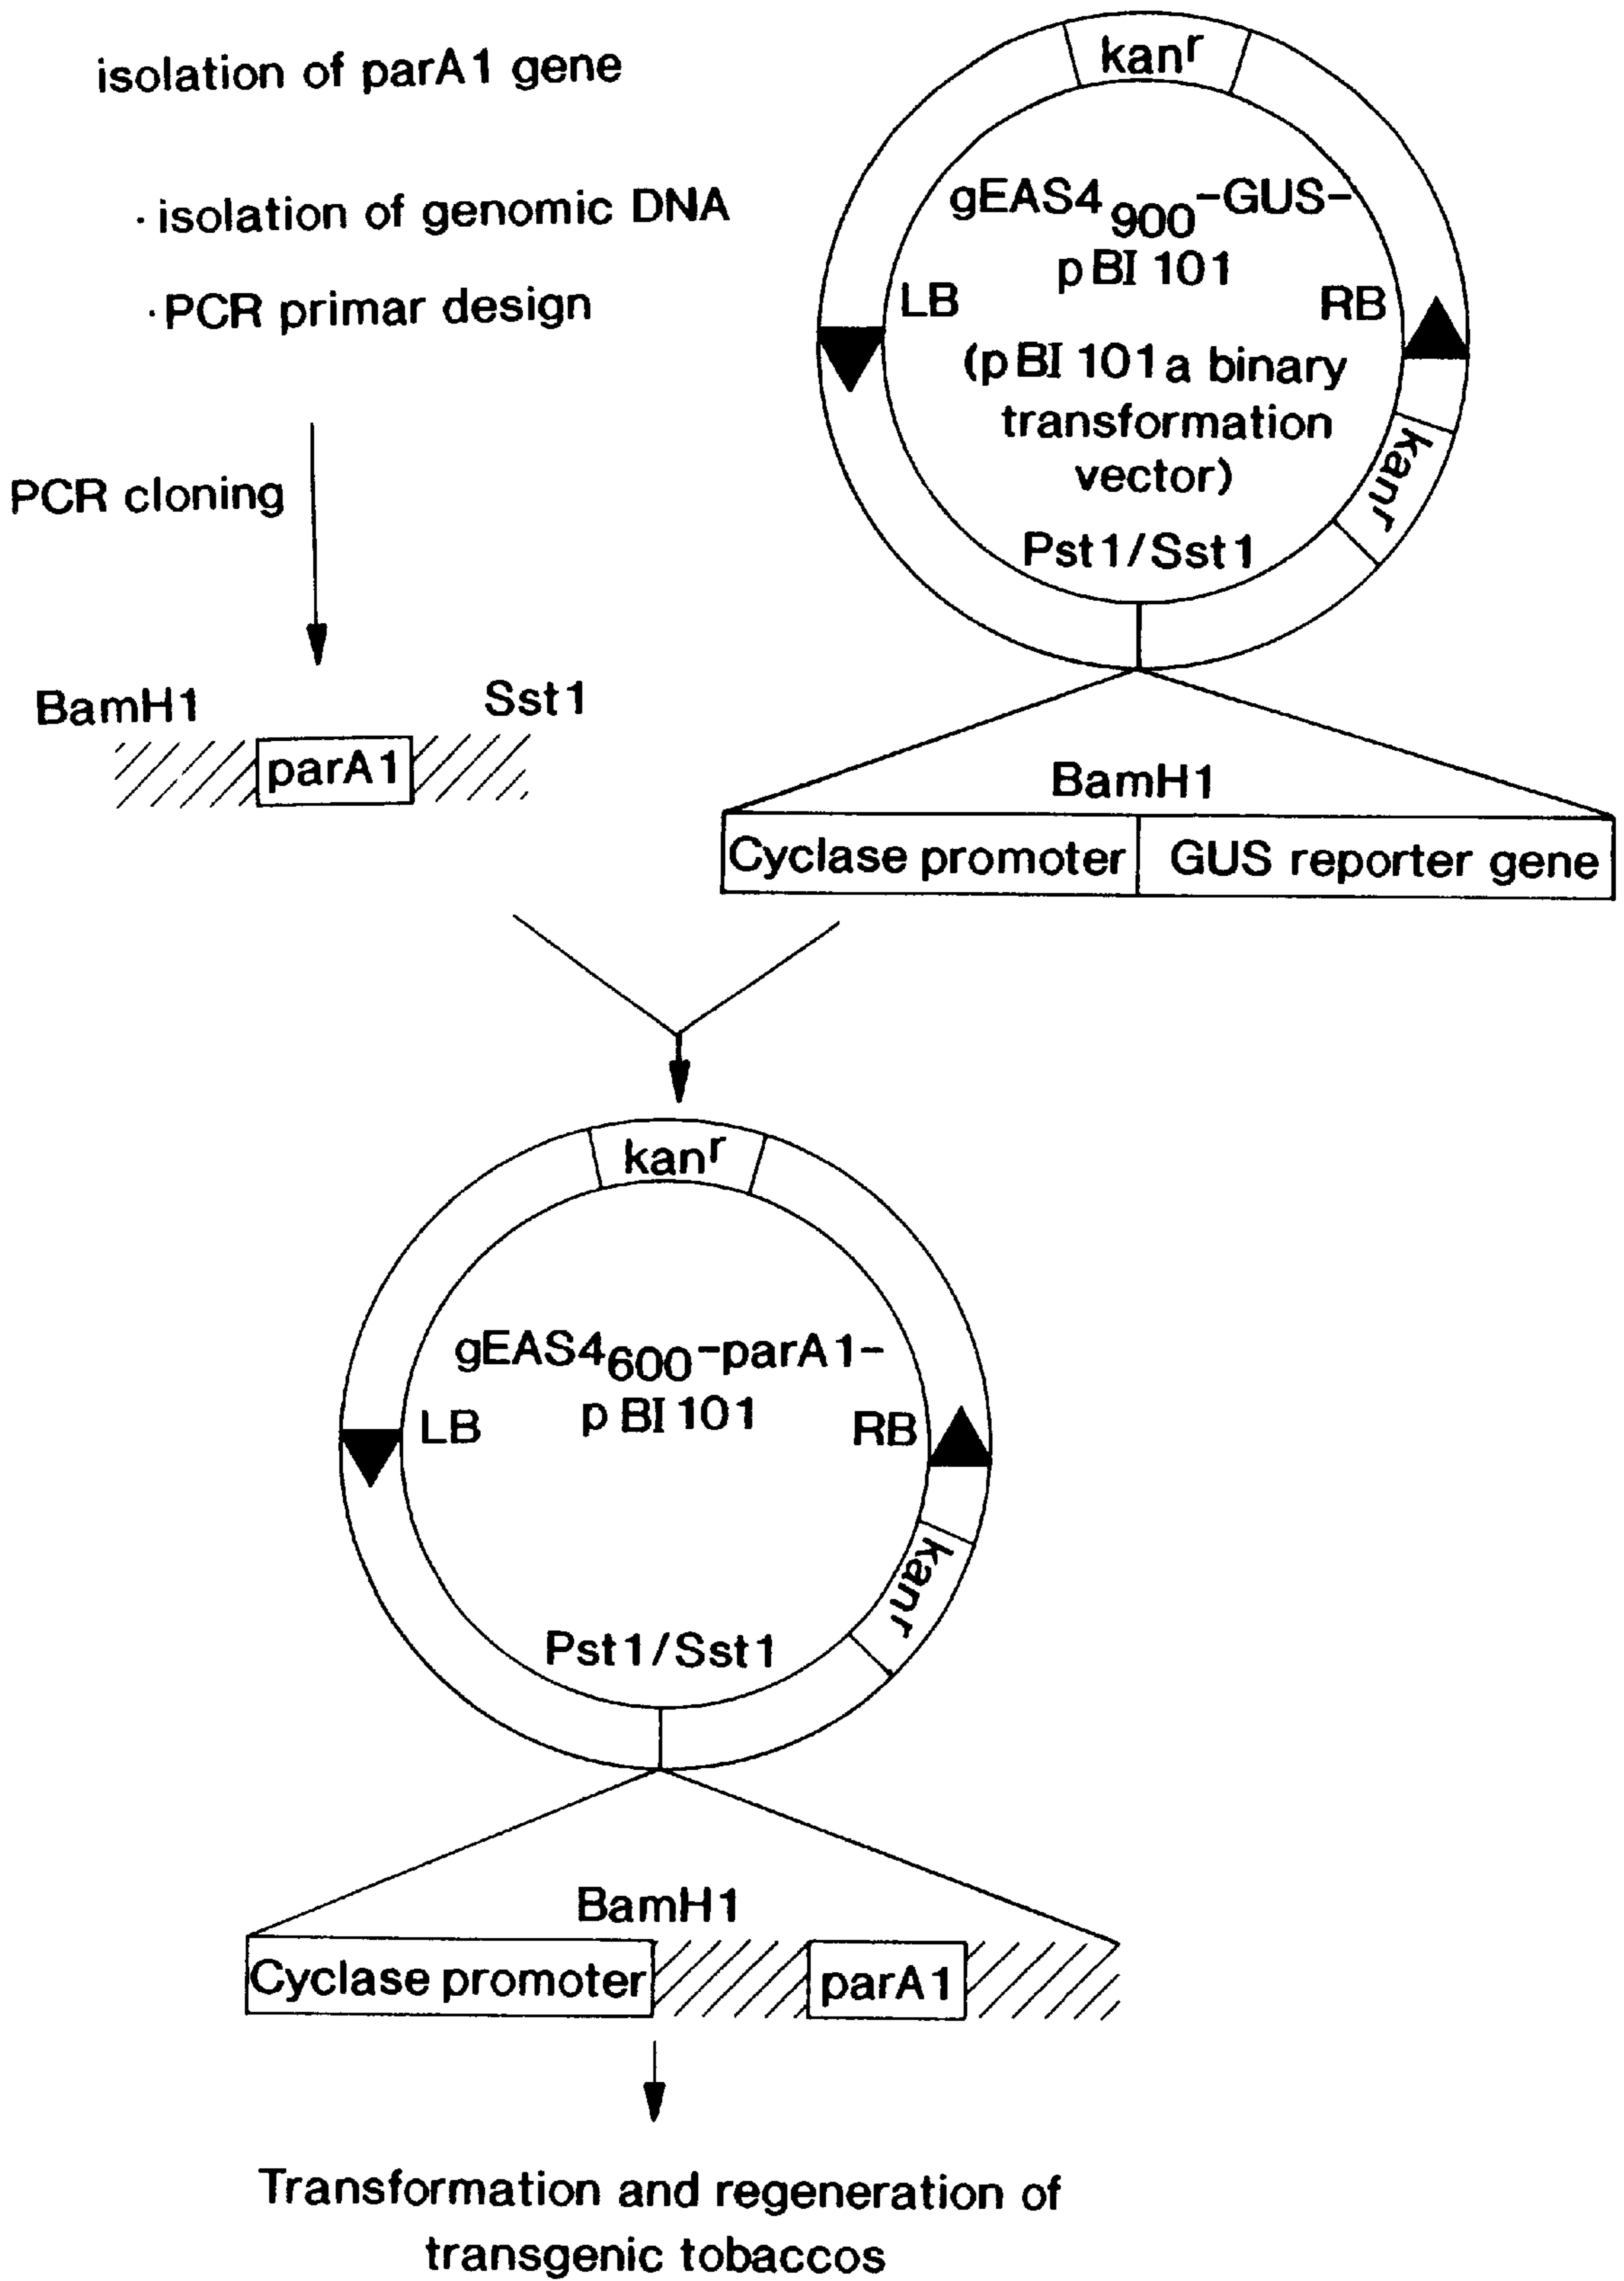 isolation of parA1 gene
· isolation of genomic DNA
· PCR primar design
PCR cloning
BamH1
Sst1
parA1
kanr
gEAS4900-GUS-
pBI 101
LB
RB
(pBI 101 a binary
transformation
vector)
kanr
Pst1/Sst1
BamH1
Cyclase promoter
GUS reporter gene
kanr
gEAS4600-parA1-
pBI 101
LB
RB
kanr
Pst1/Sst1
BamH1
Cyclase promoter
parA1
Transformation and regeneration of
transgenic tobaccos